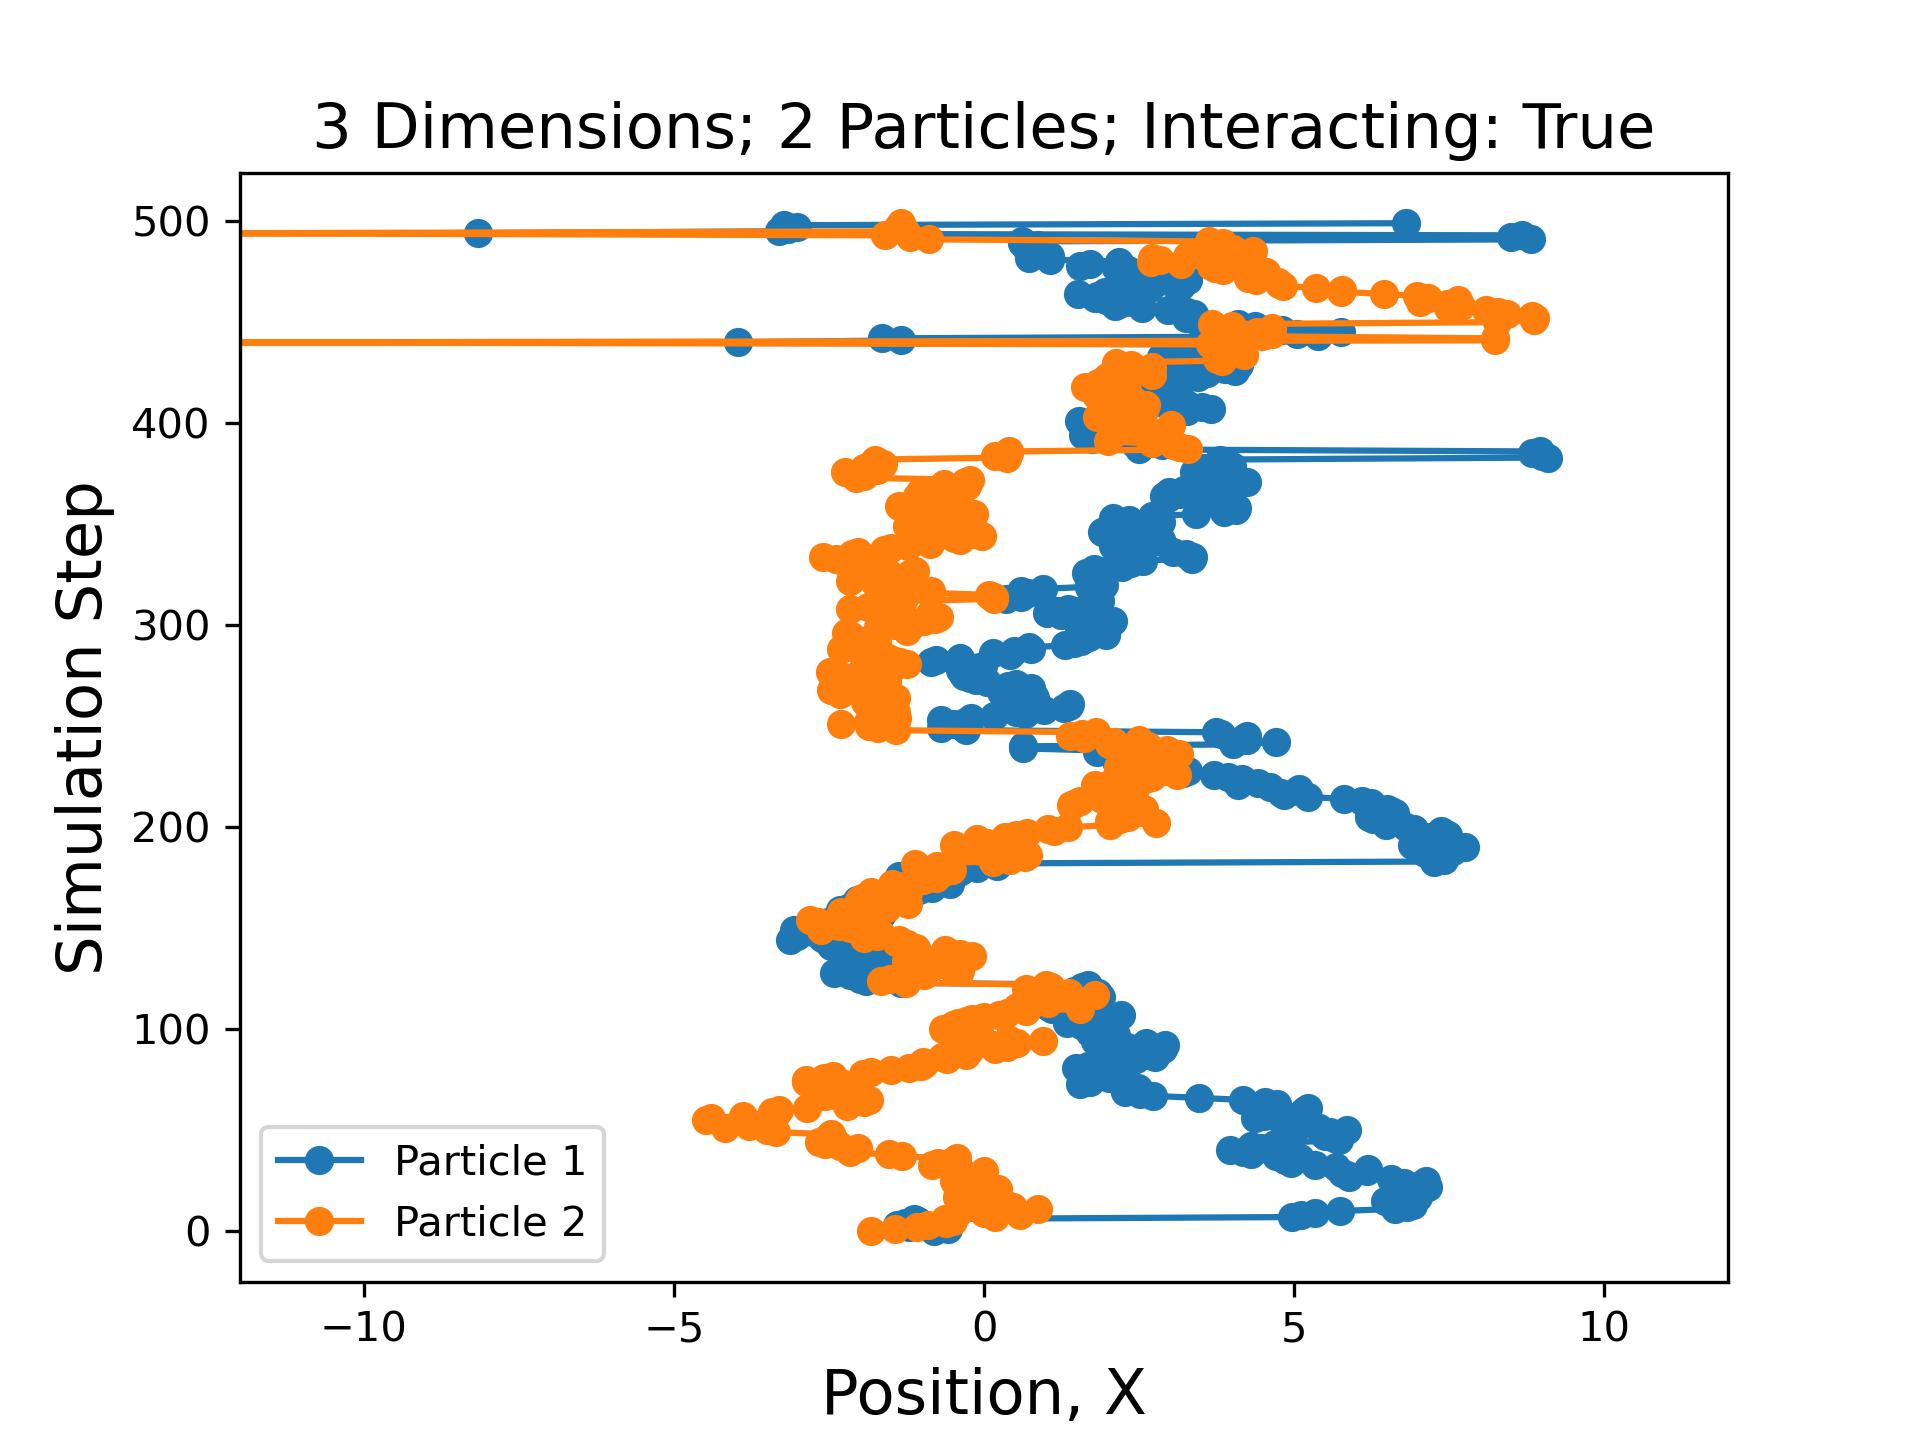 3 Dimensions; 2 Particles; Interacting: True
500
400
300
200
100
0
Simulation Step
Particle 1
Particle 2
−10
−5
0
5
10
Position, X